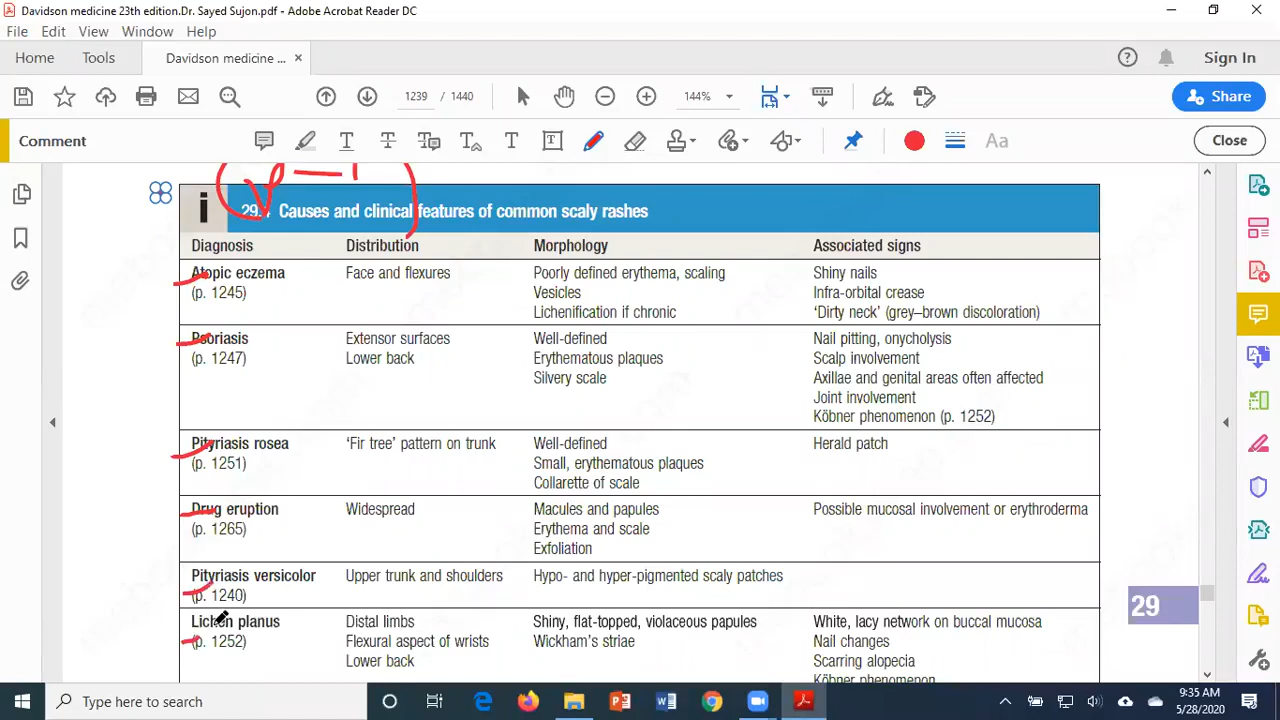 Davidson medicine 23th edition.Dr. Sayed Sujon.pdf - Adobe Acrobat Reader DC
File Edit View Window Help
Home Tools Davidson medicine ... × Sign In
1239 / 1440 144% Share
Comment Aa Close
i 29.4 Causes and clinical features of common scaly rashes
Diagnosis Distribution Morphology Associated signs
Atopic eczema Face and flexures Poorly defined erythema, scaling Shiny nails
(p. 1245) Vesicles Infra-orbital crease
Lichenification if chronic ‘Dirty neck’ (grey–brown discoloration)
Psoriasis Extensor surfaces Well-defined Nail pitting, onycholysis
(p. 1247) Lower back Erythematous plaques Scalp involvement
Silvery scale Axillae and genital areas often affected
Joint involvement
Köbner phenomenon (p. 1252)
Pityriasis rosea ‘Fir tree’ pattern on trunk Well-defined Herald patch
(p. 1251) Small, erythematous plaques
Collarette of scale
Drug eruption Widespread Macules and papules Possible mucosal involvement or erythroderma
(p. 1265) Erythema and scale
Exfoliation
Pityriasis versicolor Upper trunk and shoulders Hypo- and hyper-pigmented scaly patches
(p. 1240)
29
Lichen planus Distal limbs Shiny, flat-topped, violaceous papules White, lacy network on buccal mucosa
(p. 1252) Flexural aspect of wrists Wickham’s striae Nail changes
Lower back Scarring alopecia
Köbner phenomenon
Type here to search 9:35 AM
5/28/2020